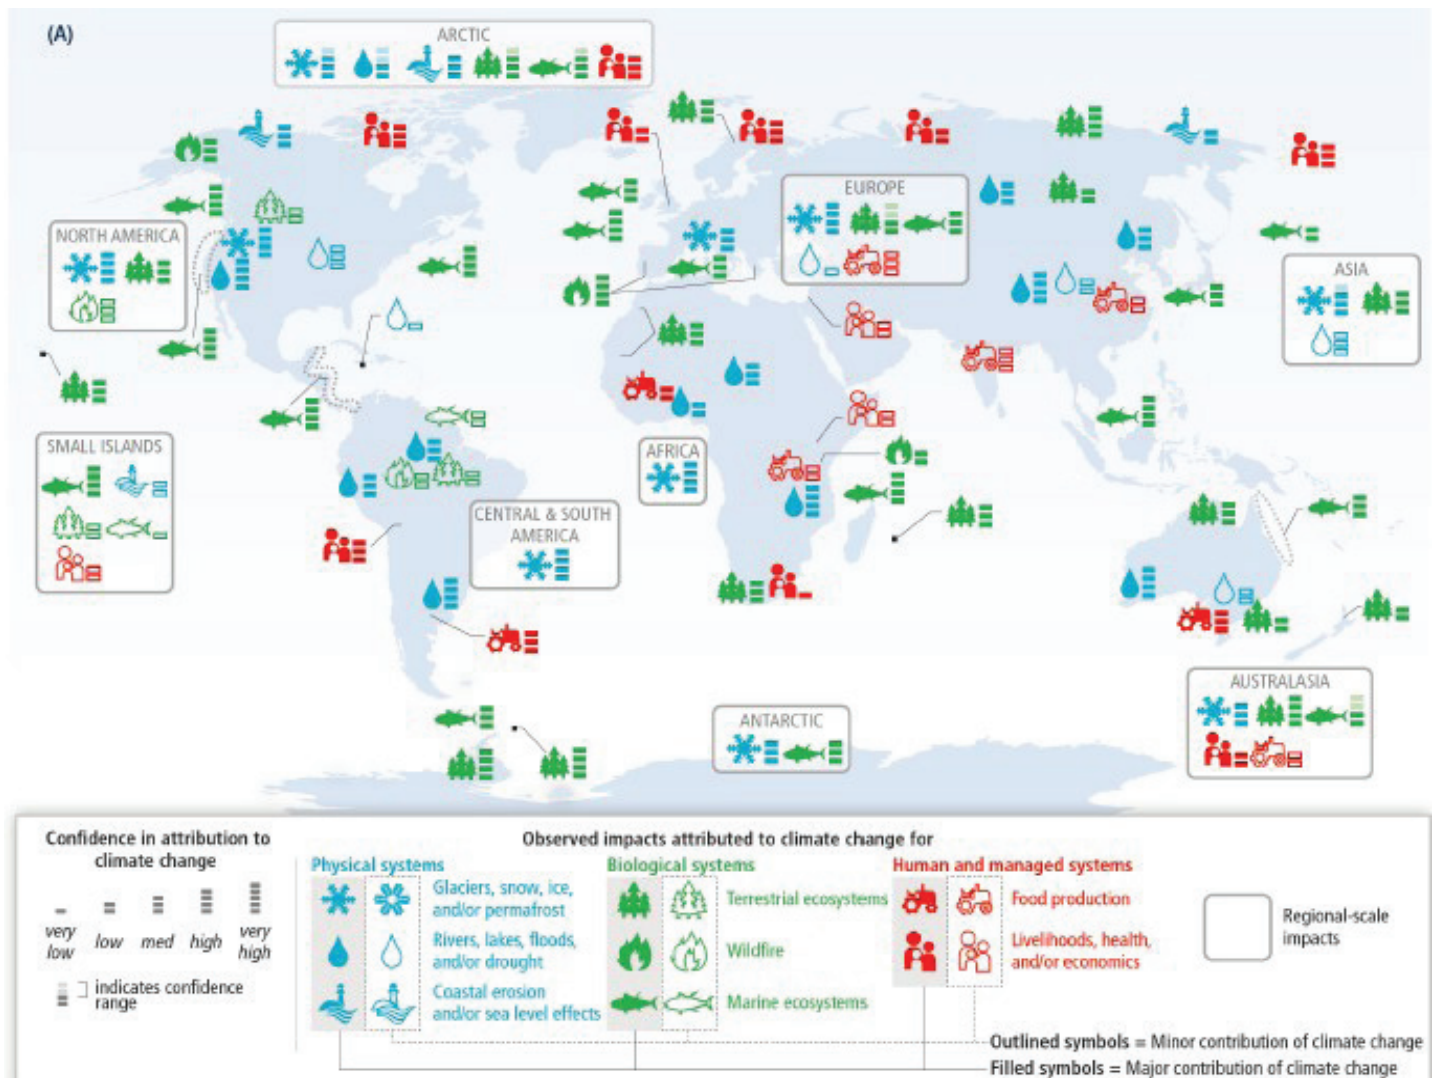 (A)
ARCTIC
NORTH AMERICA
EUROPE
ASIA
SMALL ISLANDS
AFRICA
CENTRAL & SOUTH
AMERICA
AUSTRALASIA
ANTARCTIC
Confidence in attribution to
climate change
very
low
low
med
high
very
high
indicates confidence
range
Observed impacts attributed to climate change for
Physical systems
Glaciers, snow, ice,
and/or permafrost
Rivers, lakes, floods,
and/or drought
Coastal erosion
and/or sea level effects
Biological systems
Terrestrial ecosystems
Wildfire
Marine ecosystems
Human and managed systems
Food production
Livelihoods, health,
and/or economics
Regional-scale
impacts
Outlined symbols = Minor contribution of climate change
Filled symbols = Major contribution of climate change